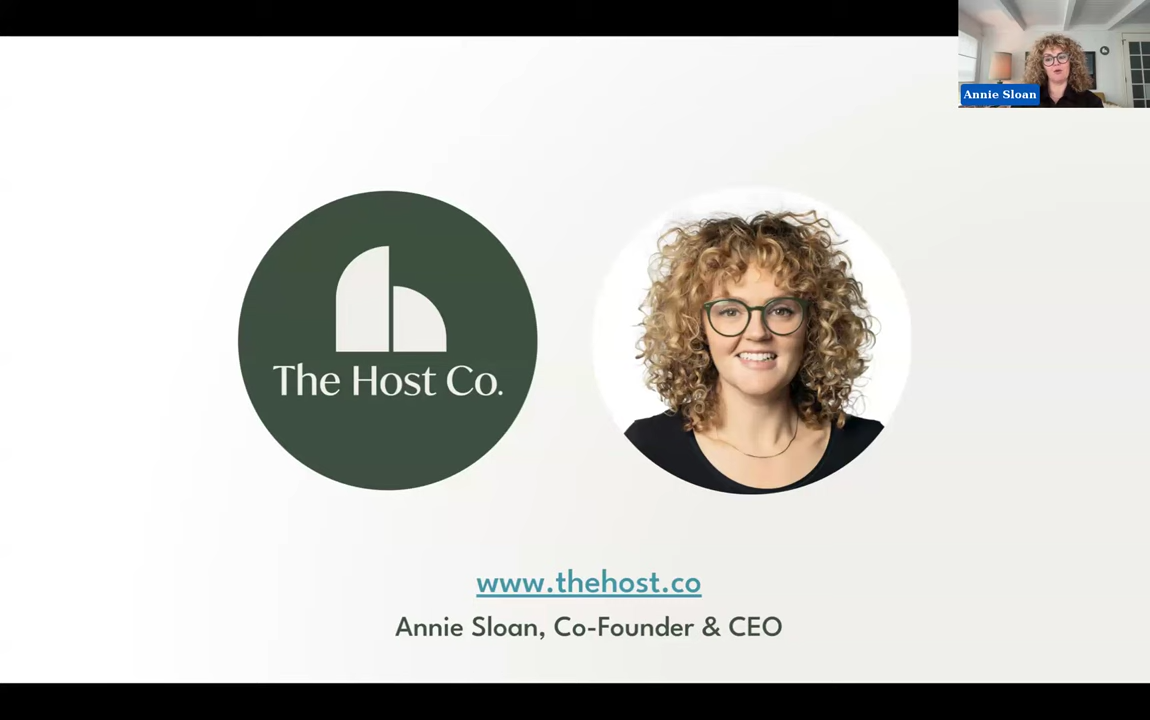 Annie Sloan
The Host Co.
www.thehost.co
Annie Sloan, Co-Founder & CEO